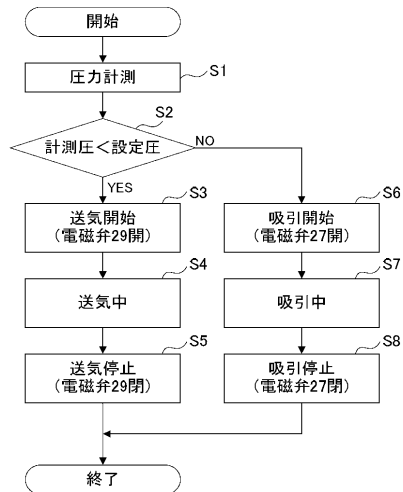 開始
圧力計測
S1
S2
計測圧<設定圧
NO
YES
S3
送気開始
(電磁弁29開)
S6
吸引開始
(電磁弁27開)
S4
送気中
S7
吸引中
S5
送気停止
(電磁弁29閉)
S8
吸引停止
(電磁弁27閉)
終了